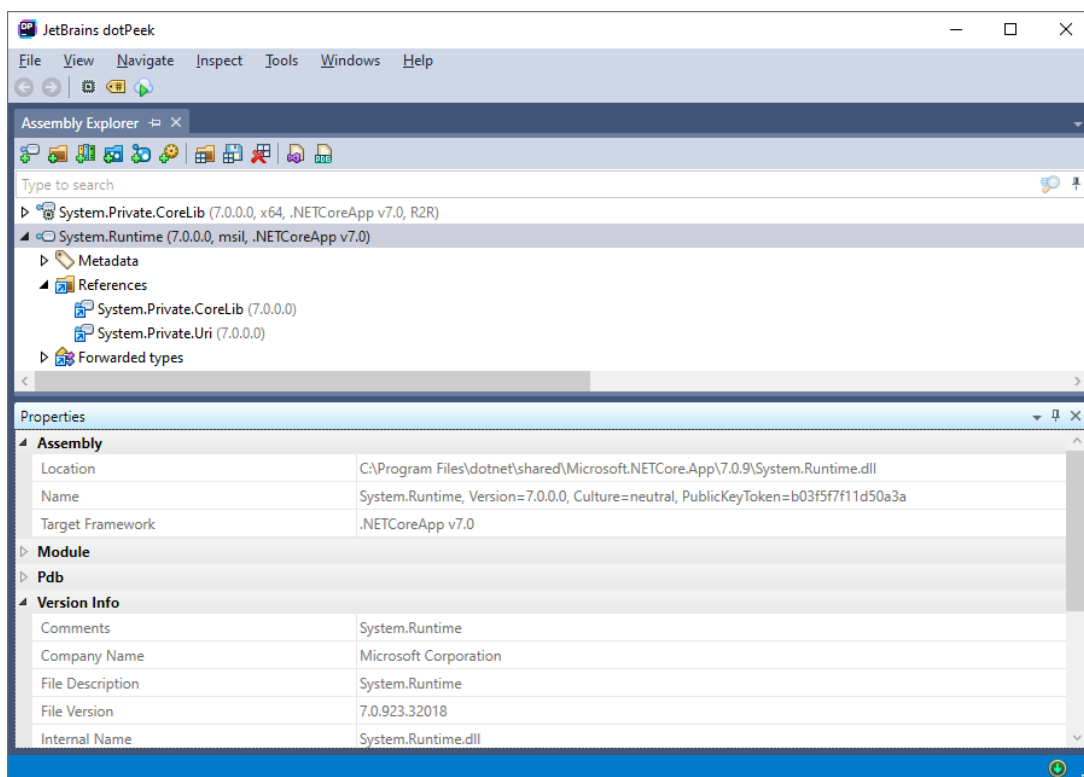 JetBrains dotPeek
File View Navigate Inspect Tools Windows Help
Assembly Explorer
Type to search
System.Private.CoreLib (7.0.0.0, x64, .NETCoreApp v7.0, R2R)
System.Runtime (7.0.0.0, msil, .NETCoreApp v7.0)
Metadata
References
System.Private.CoreLib (7.0.0.0)
System.Private.Uri (7.0.0.0)
Forwarded types
Properties
Assembly
Location C:\Program Files\dotnet\shared\Microsoft.NETCore.App\7.0.9\System.Runtime.dll
Name System.Runtime, Version=7.0.0.0, Culture=neutral, PublicKeyToken=b03f5f7f11d50a3a
Target Framework .NETCoreApp v7.0
Module
Pdb
Version Info
Comments System.Runtime
Company Name Microsoft Corporation
File Description System.Runtime
File Version 7.0.923.32018
Internal Name System.Runtime.dll